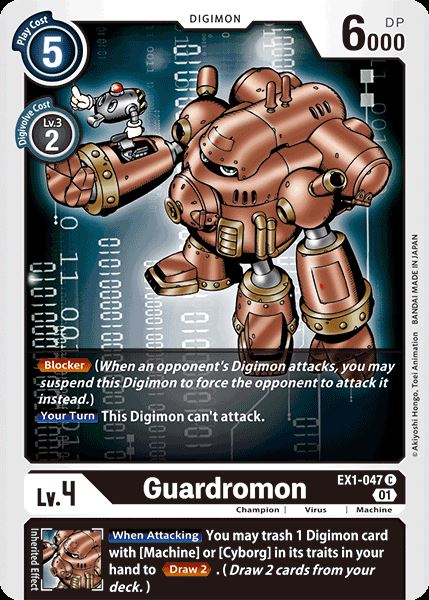 Play Cost
5
DIGIMON
DP
6000
Digivolve Cost
Lv.3
2
Blocker (When an opponent's Digimon attacks, you may
suspend this Digimon to force the opponent to attack it
instead.)
Your Turn This Digimon can't attack.
©Akiyoshi Hongo, Toei Animation BANDAI MADE IN JAPAN
Lv.4
Guardromon
EX1-047 C
01
Champion | Virus | Machine
Inherited Effect
When Attacking You may trash 1 Digimon card
with [Machine] or [Cyborg] in its traits in your
hand to Draw 2 . (Draw 2 cards from your
deck. )